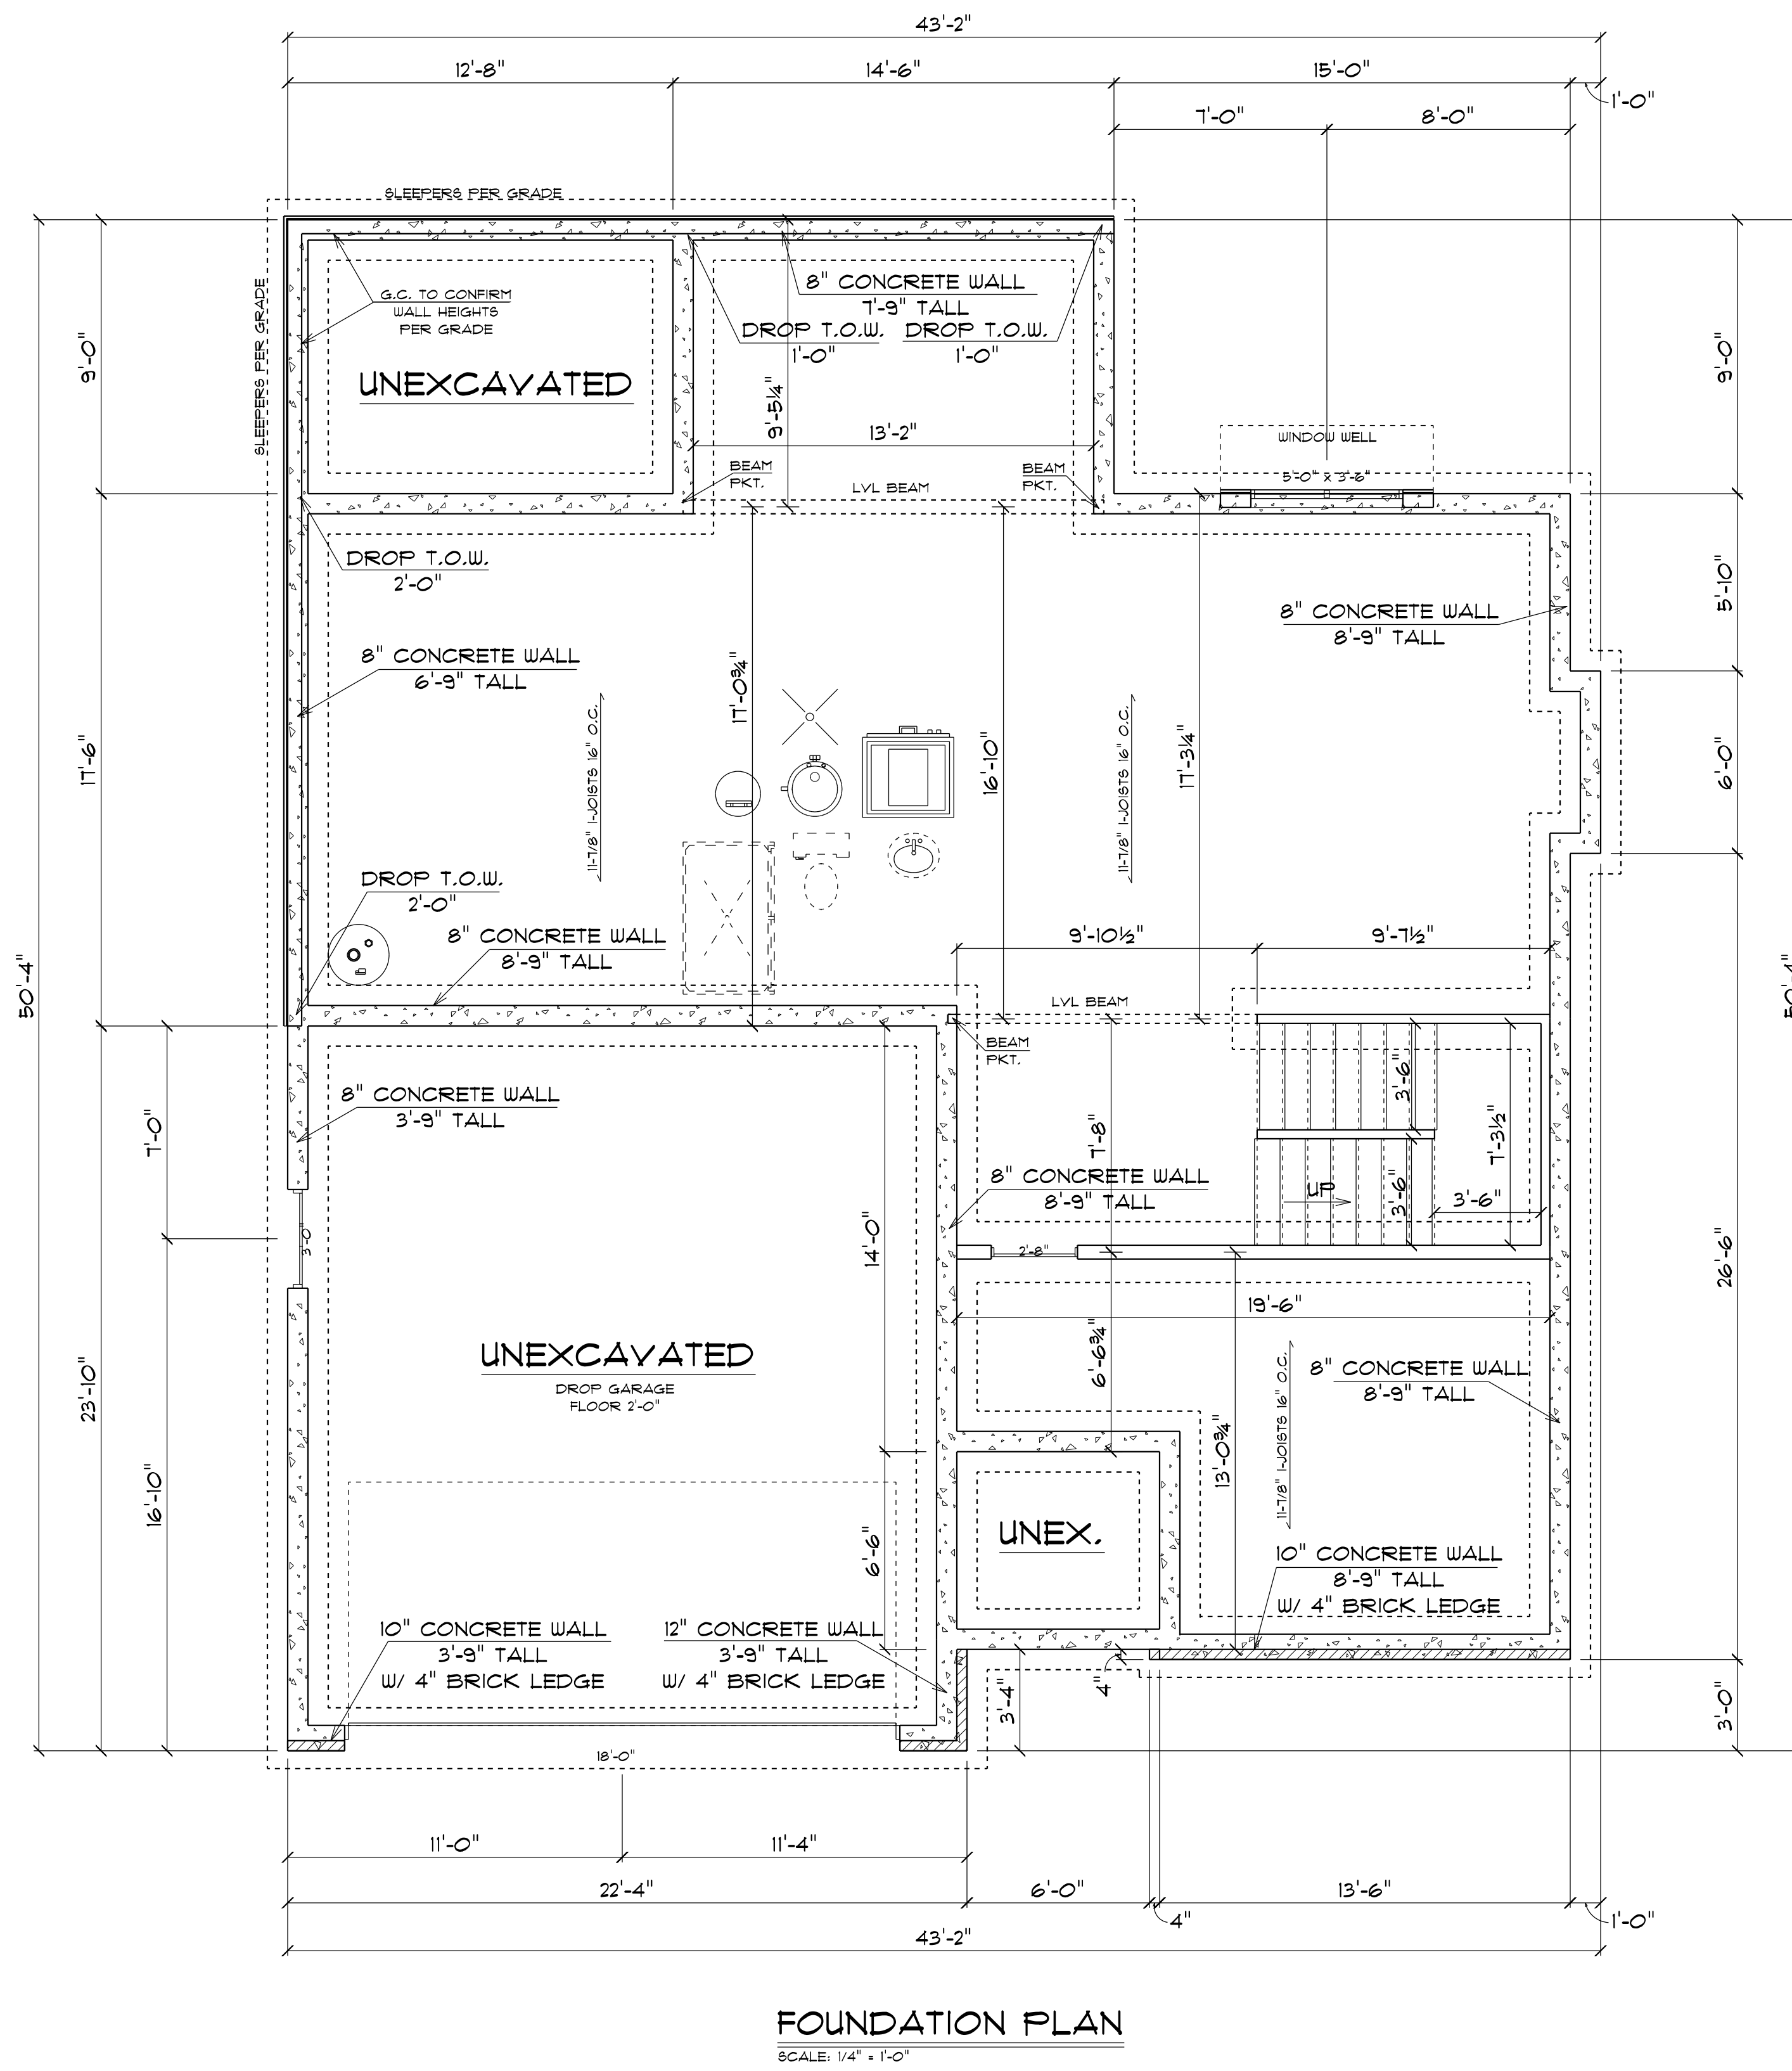 43'-2"
12'-8"
14'-6"
15'-0"
1'-0"
7'-0"
8'-0"
SLEEPERS PER GRADE
SLEEPERS PER GRADE
G.C. TO CONFIRM
WALL HEIGHTS
PER GRADE
8" CONCRETE WALL
7'-9" TALL
DROP T.O.W.
1'-0"
DROP T.O.W.
1'-0"
UNEXCAVATED
9'-0"
9'-5¼"
9'-0"
13'-2"
WINDOW WELL
5'-0" x 3'-6"
BEAM
PKT.
LVL BEAM
BEAM
PKT.
DROP T.O.W.
2'-0"
5'-10"
8" CONCRETE WALL
8'-9" TALL
8" CONCRETE WALL
6'-9" TALL
17'-6"
11-7/8" I-JOISTS 16" O.C.
17'-0¾"
16'-10"
11-7/8" I-JOISTS 16" O.C.
17'-3¼"
6'-0"
DROP T.O.W.
2'-0"
8" CONCRETE WALL
8'-9" TALL
9'-10½"
9'-7½"
50'-4"
50'-4"
LVL BEAM
BEAM
PKT.
8" CONCRETE WALL
3'-9" TALL
7'-0"
7'-8"
3'-6"
7'-3½"
8" CONCRETE WALL
8'-9" TALL
UP
3'-6"
3'-6"
3'-0"
14'-0"
2'-8"
26'-6"
19'-6"
UNEXCAVATED
DROP GARAGE
FLOOR 2'-0"
23'-10"
6'-6¾"
8" CONCRETE WALL
8'-9" TALL
11-7/8" I-JOISTS 16" O.C.
13'-0¾"
16'-10"
6'-6"
UNEX.
10" CONCRETE WALL
8'-9" TALL
W/ 4" BRICK LEDGE
10" CONCRETE WALL
3'-9" TALL
W/ 4" BRICK LEDGE
12" CONCRETE WALL
3'-9" TALL
W/ 4" BRICK LEDGE
3'-4"
4"
3'-0"
18'-0"
11'-0"
11'-4"
22'-4"
6'-0"
4"
13'-6"
1'-0"
43'-2"
FOUNDATION PLAN
SCALE: 1/4" = 1'-0"